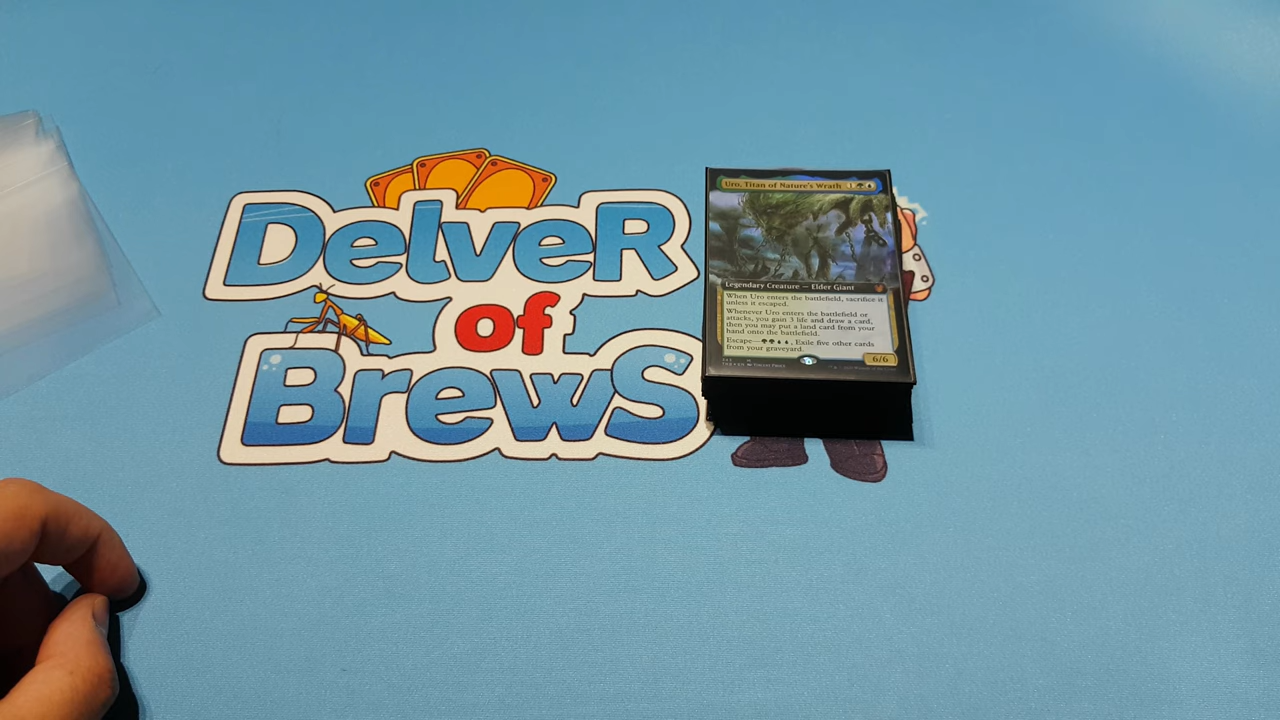 Delver
of
Brews
Uro, Titan of Nature's Wrath
Legendary Creature — Elder Giant
When Uro enters the battlefield, sacrifice it
unless it escaped.
Whenever Uro enters the battlefield or
attacks, you gain 3 life and draw a card,
then you may put a land card from your
hand onto the battlefield.
Escape—, Exile five other cards
from your graveyard.
6/6